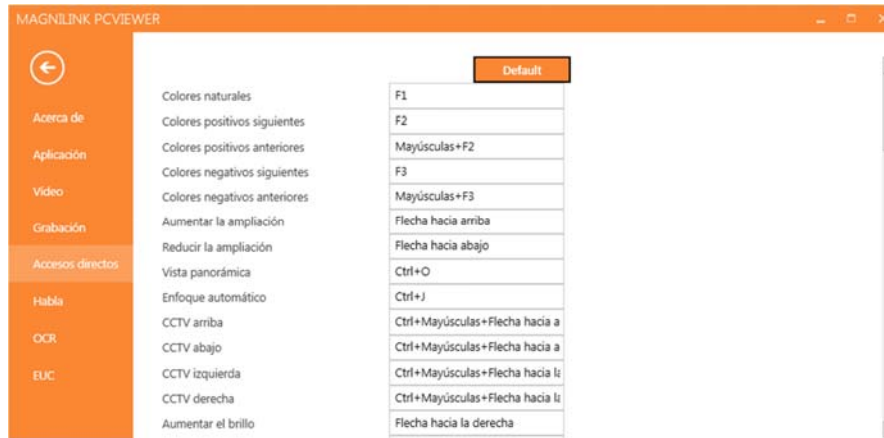 MAGNILINK PCVIEWER
Acerca de
Aplicación
Vídeo
Grabación
Accesos directos
Habla
OCR
EUC
Default
Colores naturales F1
Colores positivos siguientes F2
Colores positivos anteriores Mayúsculas+F2
Colores negativos siguientes F3
Colores negativos anteriores Mayúsculas+F3
Aumentar la ampliación Flecha hacia arriba
Reducir la ampliación Flecha hacia abajo
Vista panorámica Ctrl+O
Enfoque automático Ctrl+J
CCTV arriba Ctrl+Mayúsculas+Flecha hacia a
CCTV abajo Ctrl+Mayúsculas+Flecha hacia a
CCTV izquierda Ctrl+Mayúsculas+Flecha hacia la
CCTV derecha Ctrl+Mayúsculas+Flecha hacia la
Aumentar el brillo Flecha hacia la derecha